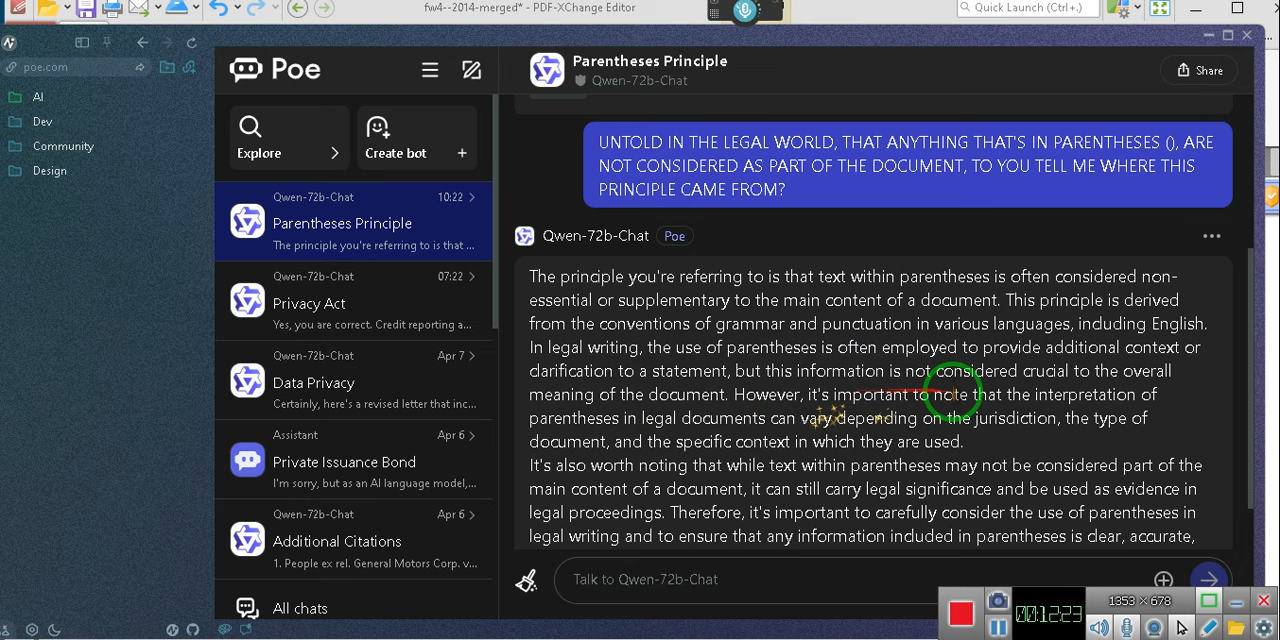 fw4--2014-merged* - PDF-XChange Editor
Quick Launch (Ctrl+.)
poe.com
AI
Dev
Community
Design
Poe
Explore
Create bot
Qwen-72b-Chat 10:22
Parentheses Principle
The principle you're referring to is that ...
Qwen-72b-Chat 07:22
Privacy Act
Yes, you are correct. Credit reporting a...
Qwen-72b-Chat Apr 7
Data Privacy
Certainly, here's a revised letter that inc...
Assistant Apr 6
Private Issuance Bond
I'm sorry, but as an AI language model,...
Qwen-72b-Chat Apr 6
Additional Citations
1. People ex rel. General Motors Corp. v...
All chats
Parentheses Principle
Qwen-72b-Chat
Share
UNTOLD IN THE LEGAL WORLD, THAT ANYTHING THAT'S IN PARENTHESES (), ARE
NOT CONSIDERED AS PART OF THE DOCUMENT, TO YOU TELL ME WHERE THIS
PRINCIPLE CAME FROM?
Qwen-72b-Chat Poe
The principle you're referring to is that text within parentheses is often considered non-
essential or supplementary to the main content of a document. This principle is derived
from the conventions of grammar and punctuation in various languages, including English.
In legal writing, the use of parentheses is often employed to provide additional context or
clarification to a statement, but this information is not considered crucial to the overall
meaning of the document. However, it's important to note that the interpretation of
parentheses in legal documents can vary depending on the jurisdiction, the type of
document, and the specific context in which they are used.
It's also worth noting that while text within parentheses may not be considered part of the
main content of a document, it can still carry legal significance and be used as evidence in
legal proceedings. Therefore, it's important to carefully consider the use of parentheses in
legal writing and to ensure that any information included in parentheses is clear, accurate,
Talk to Qwen-72b-Chat
1353 × 678
00:12:23